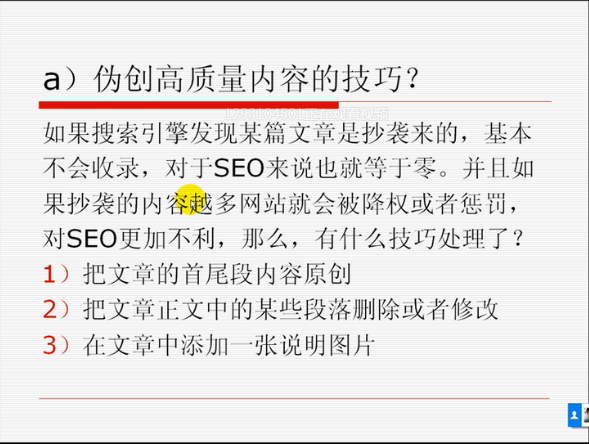 a）伪创高质量内容的技巧？
如果搜索引擎发现某篇文章是抄袭来的，基本
不会收录，对于SEO来说也就等于零。并且如
果抄袭的内容越多网站就会被降权或者惩罚，
对SEO更加不利，那么，有什么技巧处理了？
1）把文章的首尾段内容原创
2）把文章正文中的某些段落删除或者修改
3）在文章中添加一张说明图片